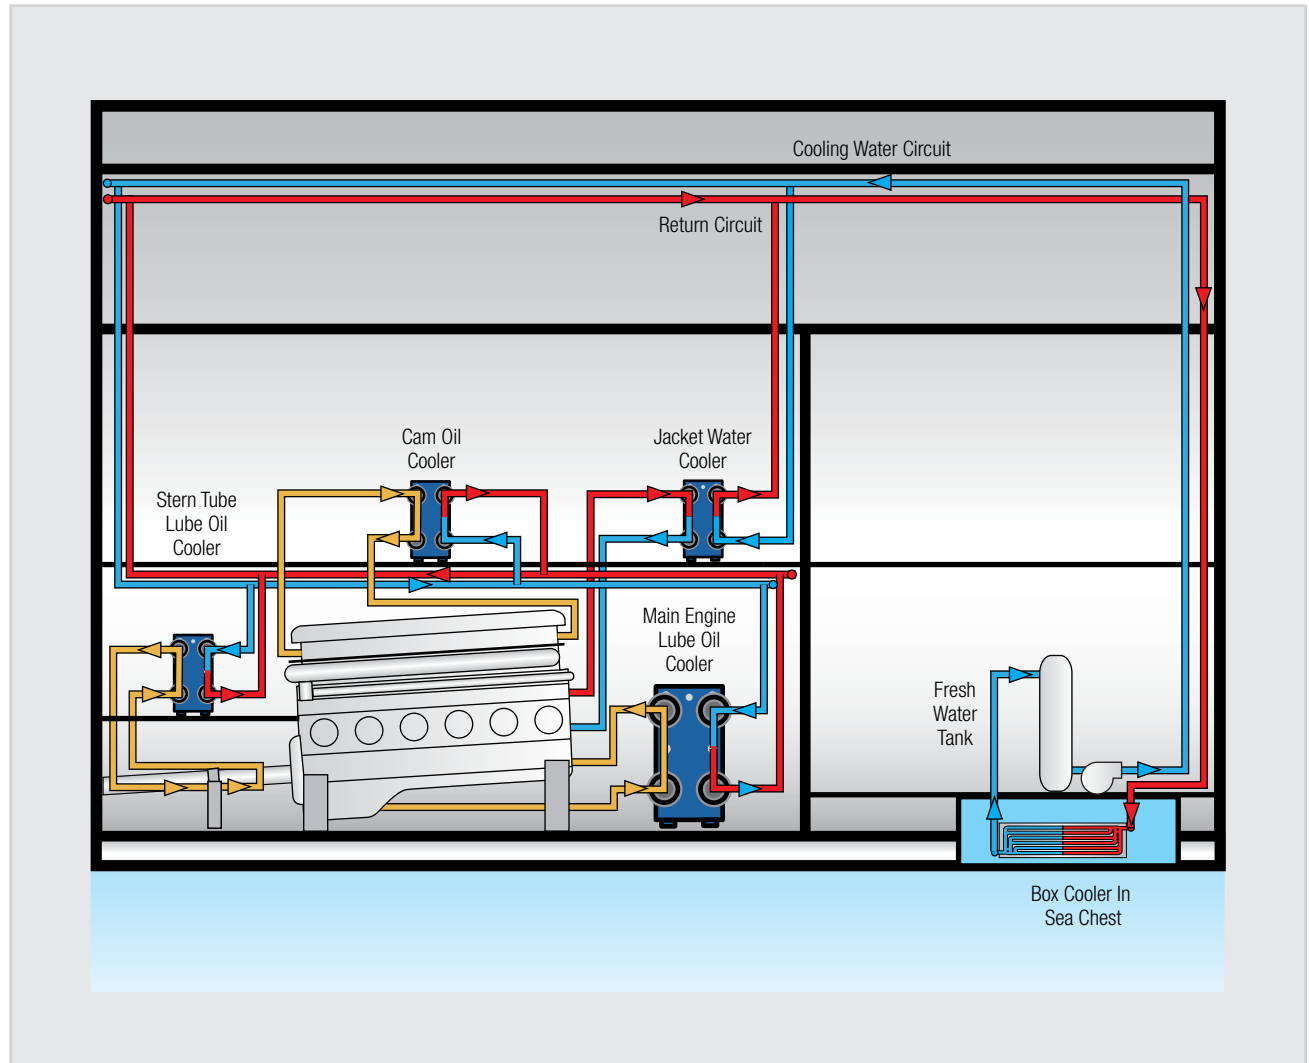 Cooling Water Circuit
Return Circuit
Cam Oil
Cooler
Jacket Water
Cooler
Stern Tube
Lube Oil
Cooler
Main Engine
Lube Oil
Cooler
Fresh
Water
Tank
Box Cooler In
Sea Chest